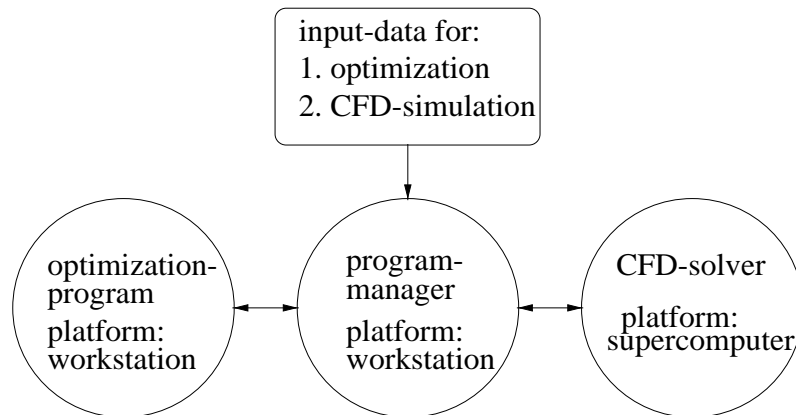 input-data for:
1. optimization
2. CFD-simulation
optimization-
program
platform:
workstation
program-
manager
platform:
workstation
CFD-solver
platform:
supercomputer